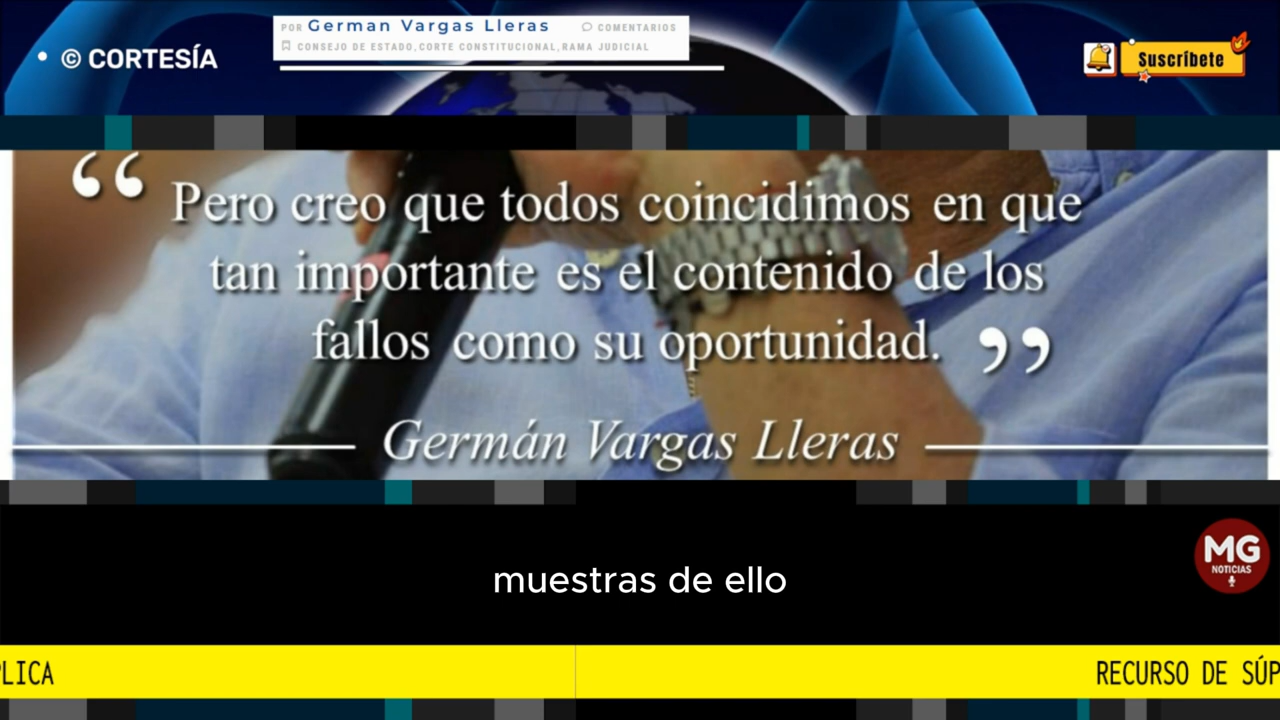 POR German Vargas Lleras COMENTARIOS
CONSEJO DE ESTADO, CORTE CONSTITUCIONAL, RAMA JUDICIAL
• © CORTESÍA
Suscríbete
“ Pero creo que todos coincidimos en que
tan importante es el contenido de los
fallos como su oportunidad. ”
Germán Vargas Lleras
MG
NOTICIAS
muestras de ello
PLICA
RECURSO DE SÚP